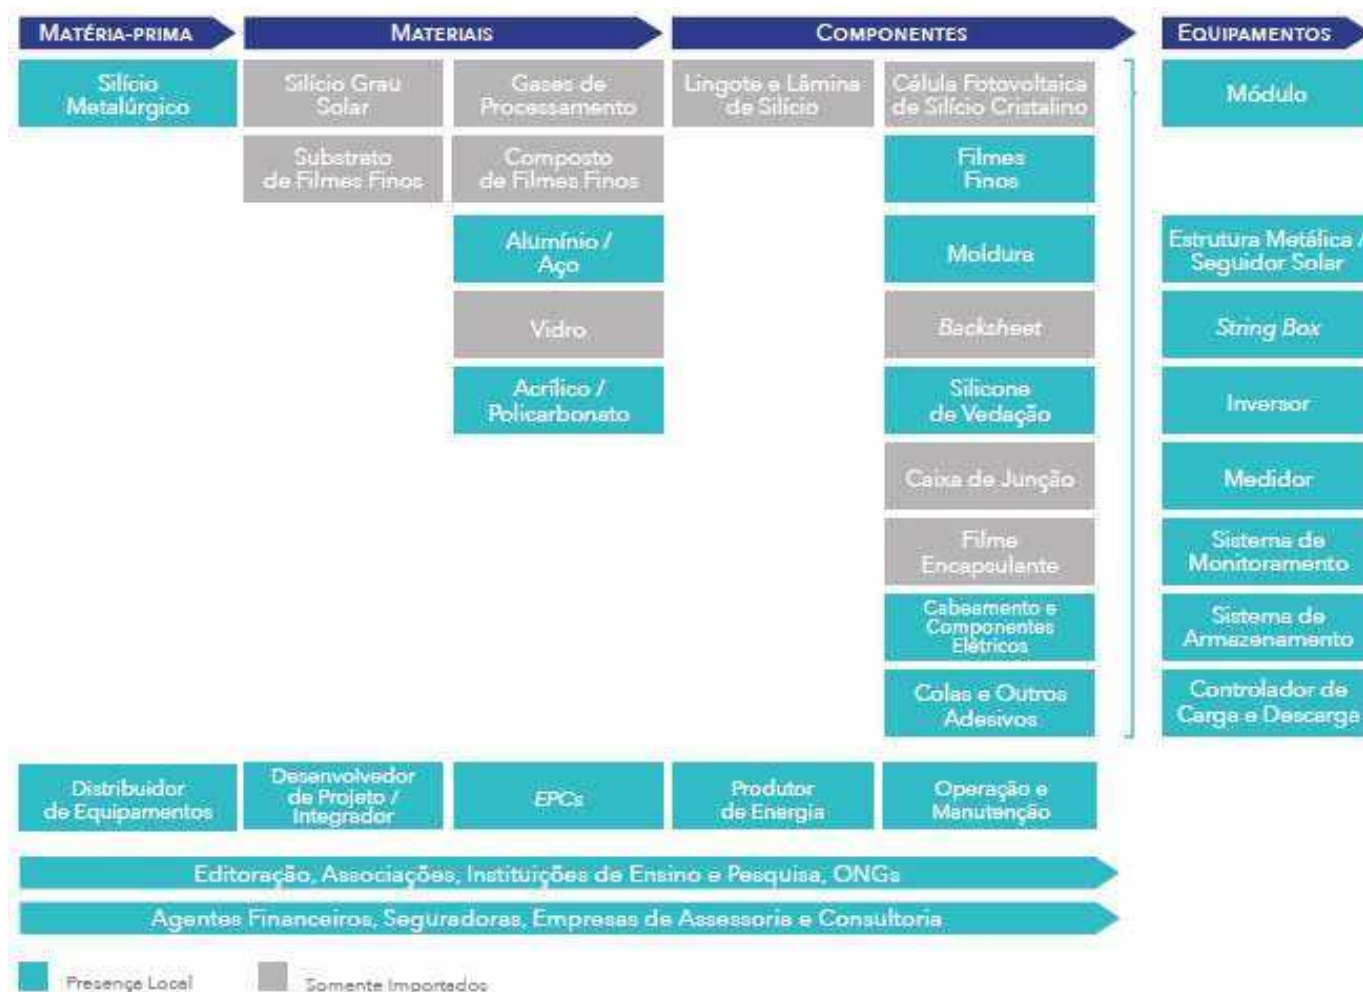 MATÉRIA-PRIMA
MATERIAIS
COMPONENTES
EQUIPAMENTOS
Silício
Metalúrgico
Silício Grau
Solar
Gases de
Processamento
Lingote e Lâmina
de Silício
Célula Fotovoltaica
de Silício Cristalino
Módulo
Substrato
de Filmes Finos
Composto
de Filmes Finos
Filmes
Finos
Alumínio /
Aço
Moldura
Estrutura Metálica /
Seguidor Solar
Vidro
Backsheet
String Box
Acrílico /
Policarbonato
Silicone
de Vedação
Inversor
Caixa de Junção
Medidor
Filme
Encapsulante
Sistema de
Monitoramento
Cabeamento e
Componentes
Elétricos
Sistema de
Armazenamento
Colas e Outros
Adesivos
Controlador de
Carga e Descarga
Distribuidor
de Equipamentos
Desenvolvedor
de Projeto /
Integrador
EPCs
Produtor
de Energia
Operação e
Manutenção
Editoração, Associações, Instituições de Ensino e Pesquisa, ONGs
Agentes Financeiros, Seguradoras, Empresas de Assessoria e Consultoria
Presença Local
Somente Importados